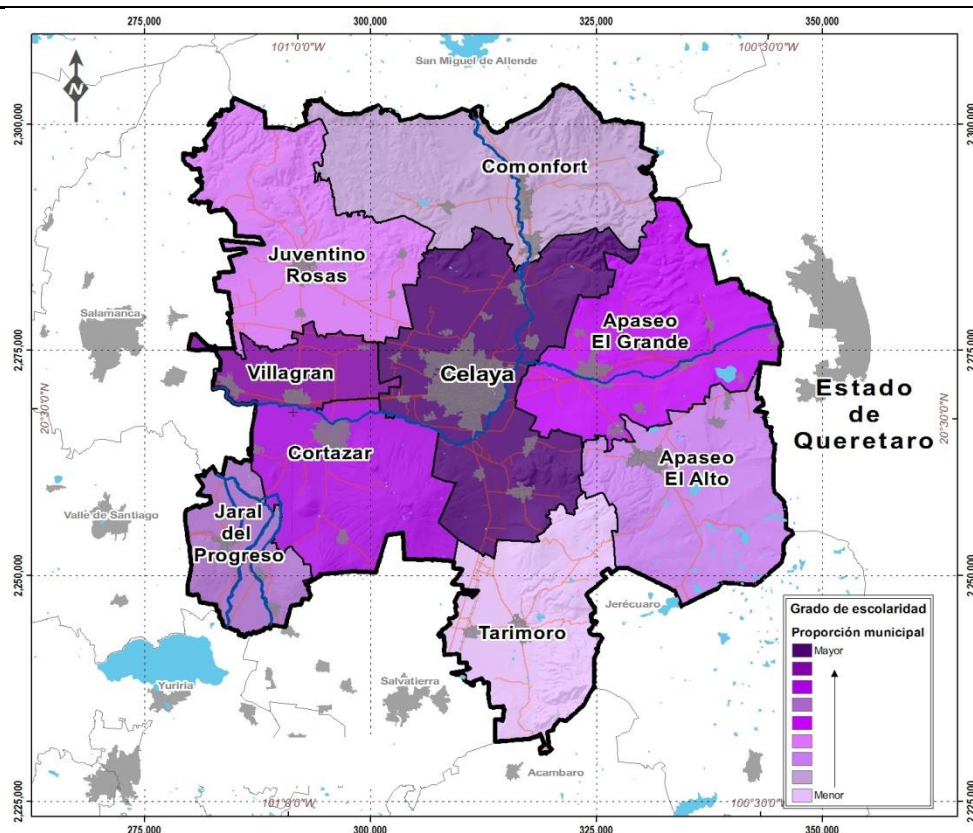 275,000
300,000
325,000
350,000
101°0'0"W
100°30'0"W
N
San Miguel de Allende
2,300,000
2,300,000
Comonfort
Juventino
Rosas
Salamanca
Apaseo
El Grande
2,275,000
2,275,000
Villagran
Celaya
20°30'0"N
20°30'0"N
Estado
de
Queretaro
Cortazar
Apaseo
El Alto
Valle de Santiago
Jaral
del
Progreso
2,250,000
2,250,000
Jerécuaro
Tarimoro
Grado de escolaridad
Proporción municipal
Mayor
Menor
Yuriria
Salvatierra
Acambaro
2,225,000
101°0'0"W
100°30'0"W
275,000
300,000
325,000
350,000